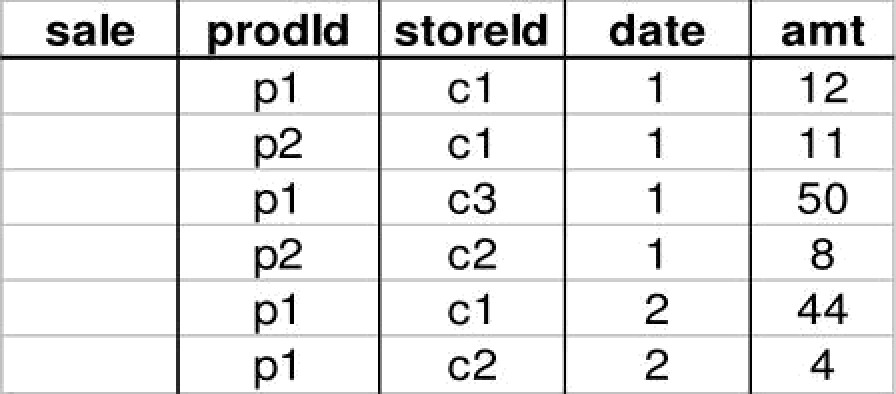 sale prodId storeId date amt
p1 c1 1 12
p2 c1 1 11
p1 c3 1 50
p2 c2 1 8
p1 c1 2 44
p1 c2 2 4